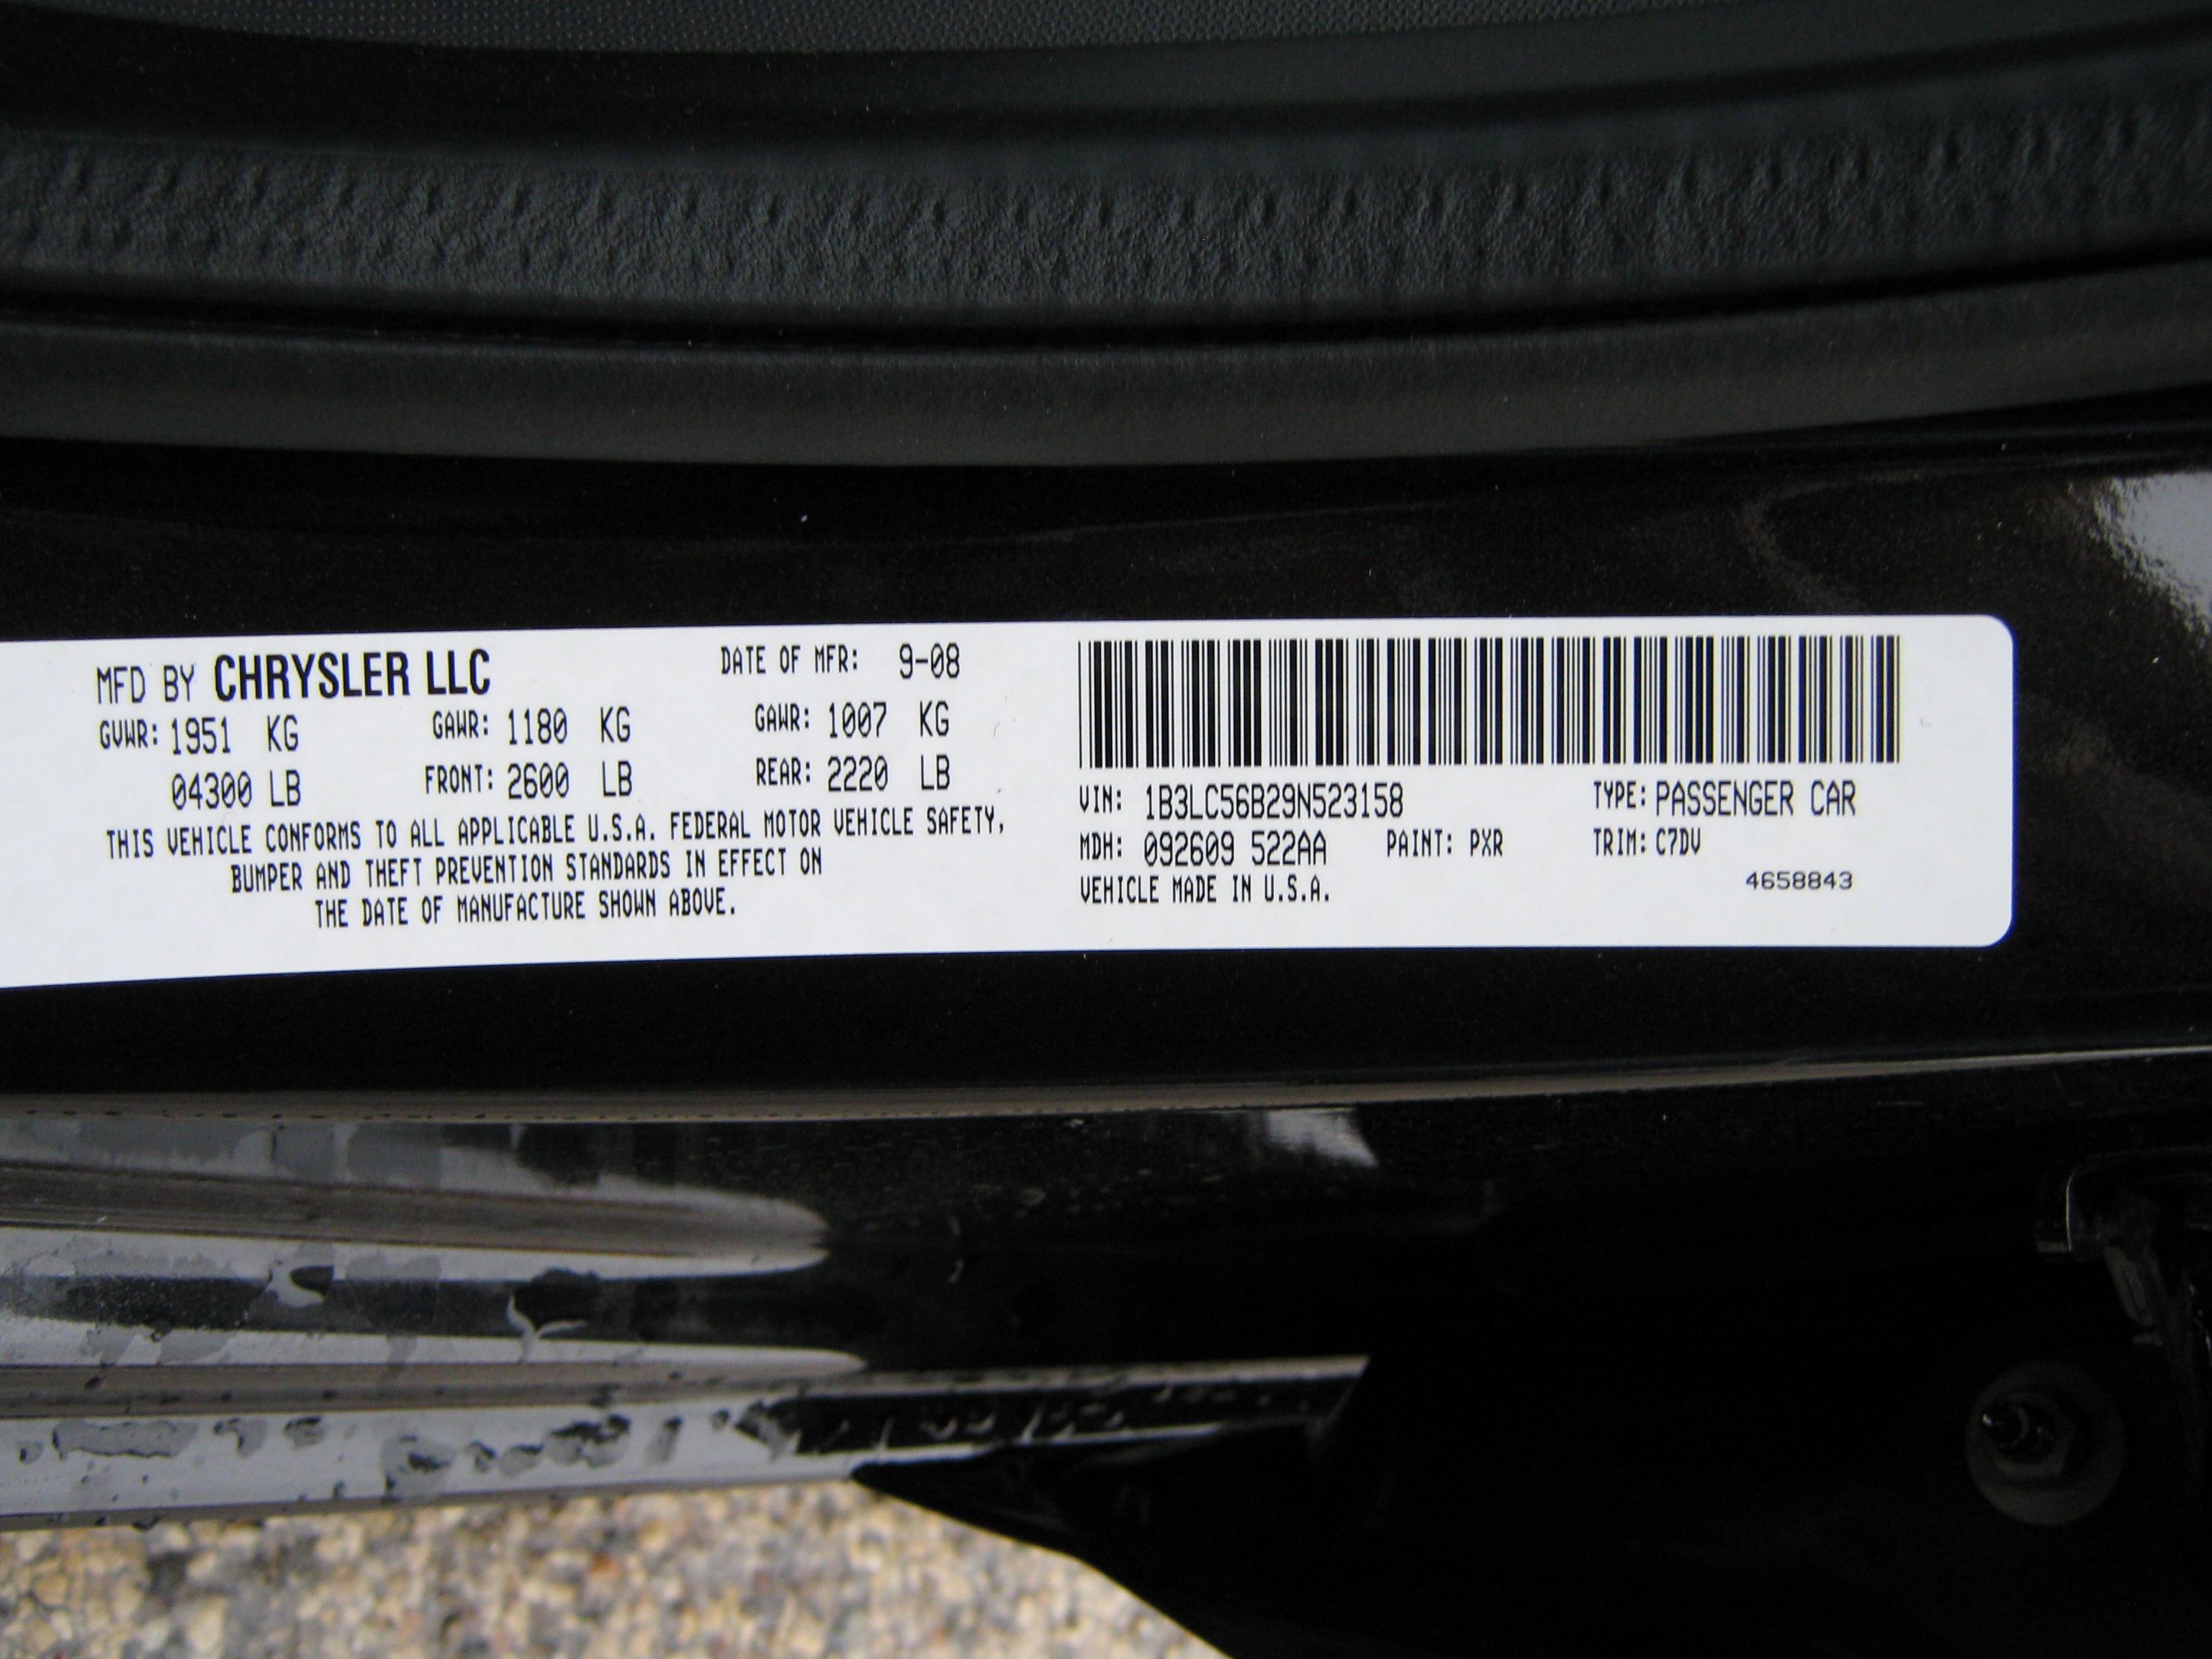 MFD BY CHRYSLER LLC DATE OF MFR: 9-08
GVWR: 1951 KG GAWR: 1180 KG GAWR: 1007 KG
04300 LB FRONT: 2600 LB REAR: 2220 LB
THIS VEHICLE CONFORMS TO ALL APPLICABLE U.S.A. FEDERAL MOTOR VEHICLE SAFETY,
BUMPER AND THEFT PREVENTION STANDARDS IN EFFECT ON
THE DATE OF MANUFACTURE SHOWN ABOVE.
VIN: 1B3LC56B29N523158 TYPE: PASSENGER CAR
MDH: 092609 522AA PAINT: PXR TRIM: C7DV
VEHICLE MADE IN U.S.A.
4658843